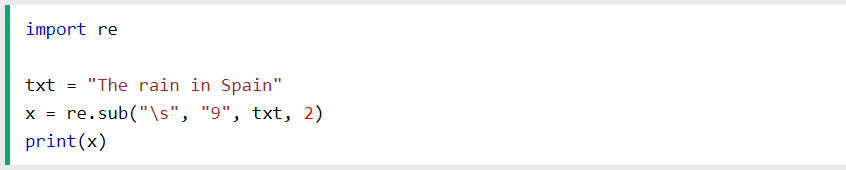 import re
txt = "The rain in Spain"
x = re.sub("\s", "9", txt, 2)
print(x)